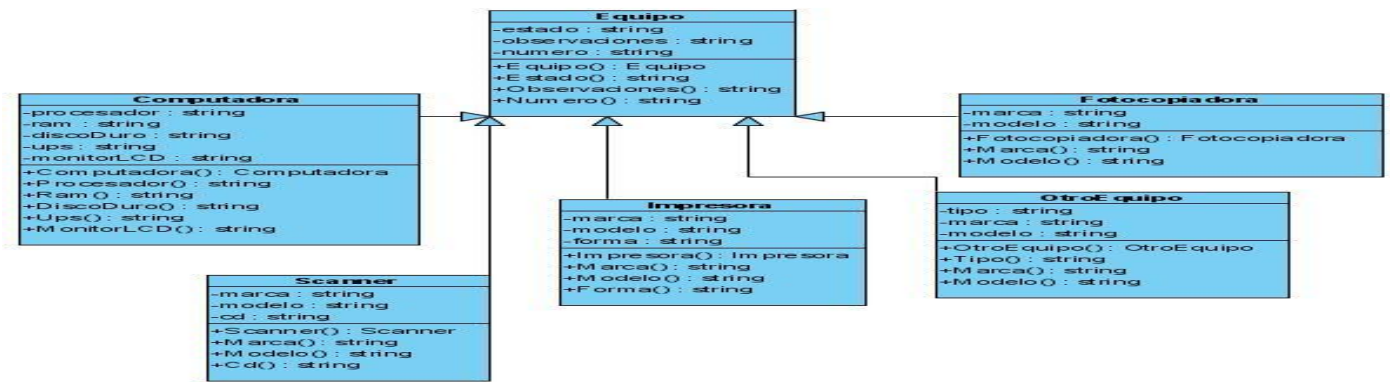 Equipo
-estado : string
-observaciones : string
-numero : string
+Equipo() : Equipo
+Estado() : string
+Observaciones() : string
+Numero() : string
Computadora
-procesador : string
-ram : string
-discoDuro : string
-ups : string
-monitorLCD : string
+Computadora() : Computadora
+Procesador() : string
+Ram() : string
+DiscoDuro() : string
+Ups() : string
+MonitorLCD() : string
Fotocopiadora
-marca : string
-modelo : string
+Fotocopiadora() : Fotocopiadora
+Marca() : string
+Modelo() : string
Impresora
-marca : string
-modelo : string
-forma : string
+Impresora() : Impresora
+Marca() : string
+Modelo() : string
+Forma() : string
OtroEquipo
-tipo : string
-marca : string
-modelo : string
+OtroEquipo() : OtroEquipo
+Tipo() : string
+Marca() : string
+Modelo() : string
Scanner
-marca : string
-modelo : string
-cd : string
+Scanner() : Scanner
+Marca() : string
+Modelo() : string
+Cd() : string